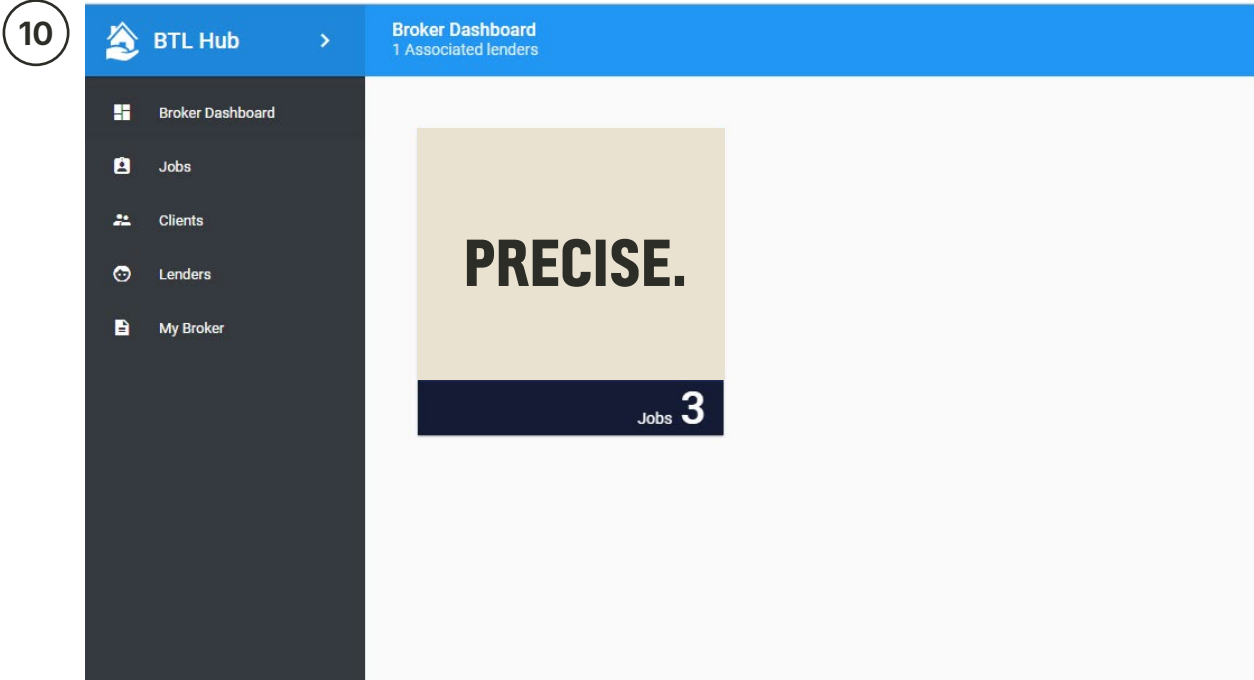 10
BTL Hub
Broker Dashboard
1 Associated lenders
Broker Dashboard
Jobs
Clients
Lenders
My Broker
PRECISE.
Jobs 3